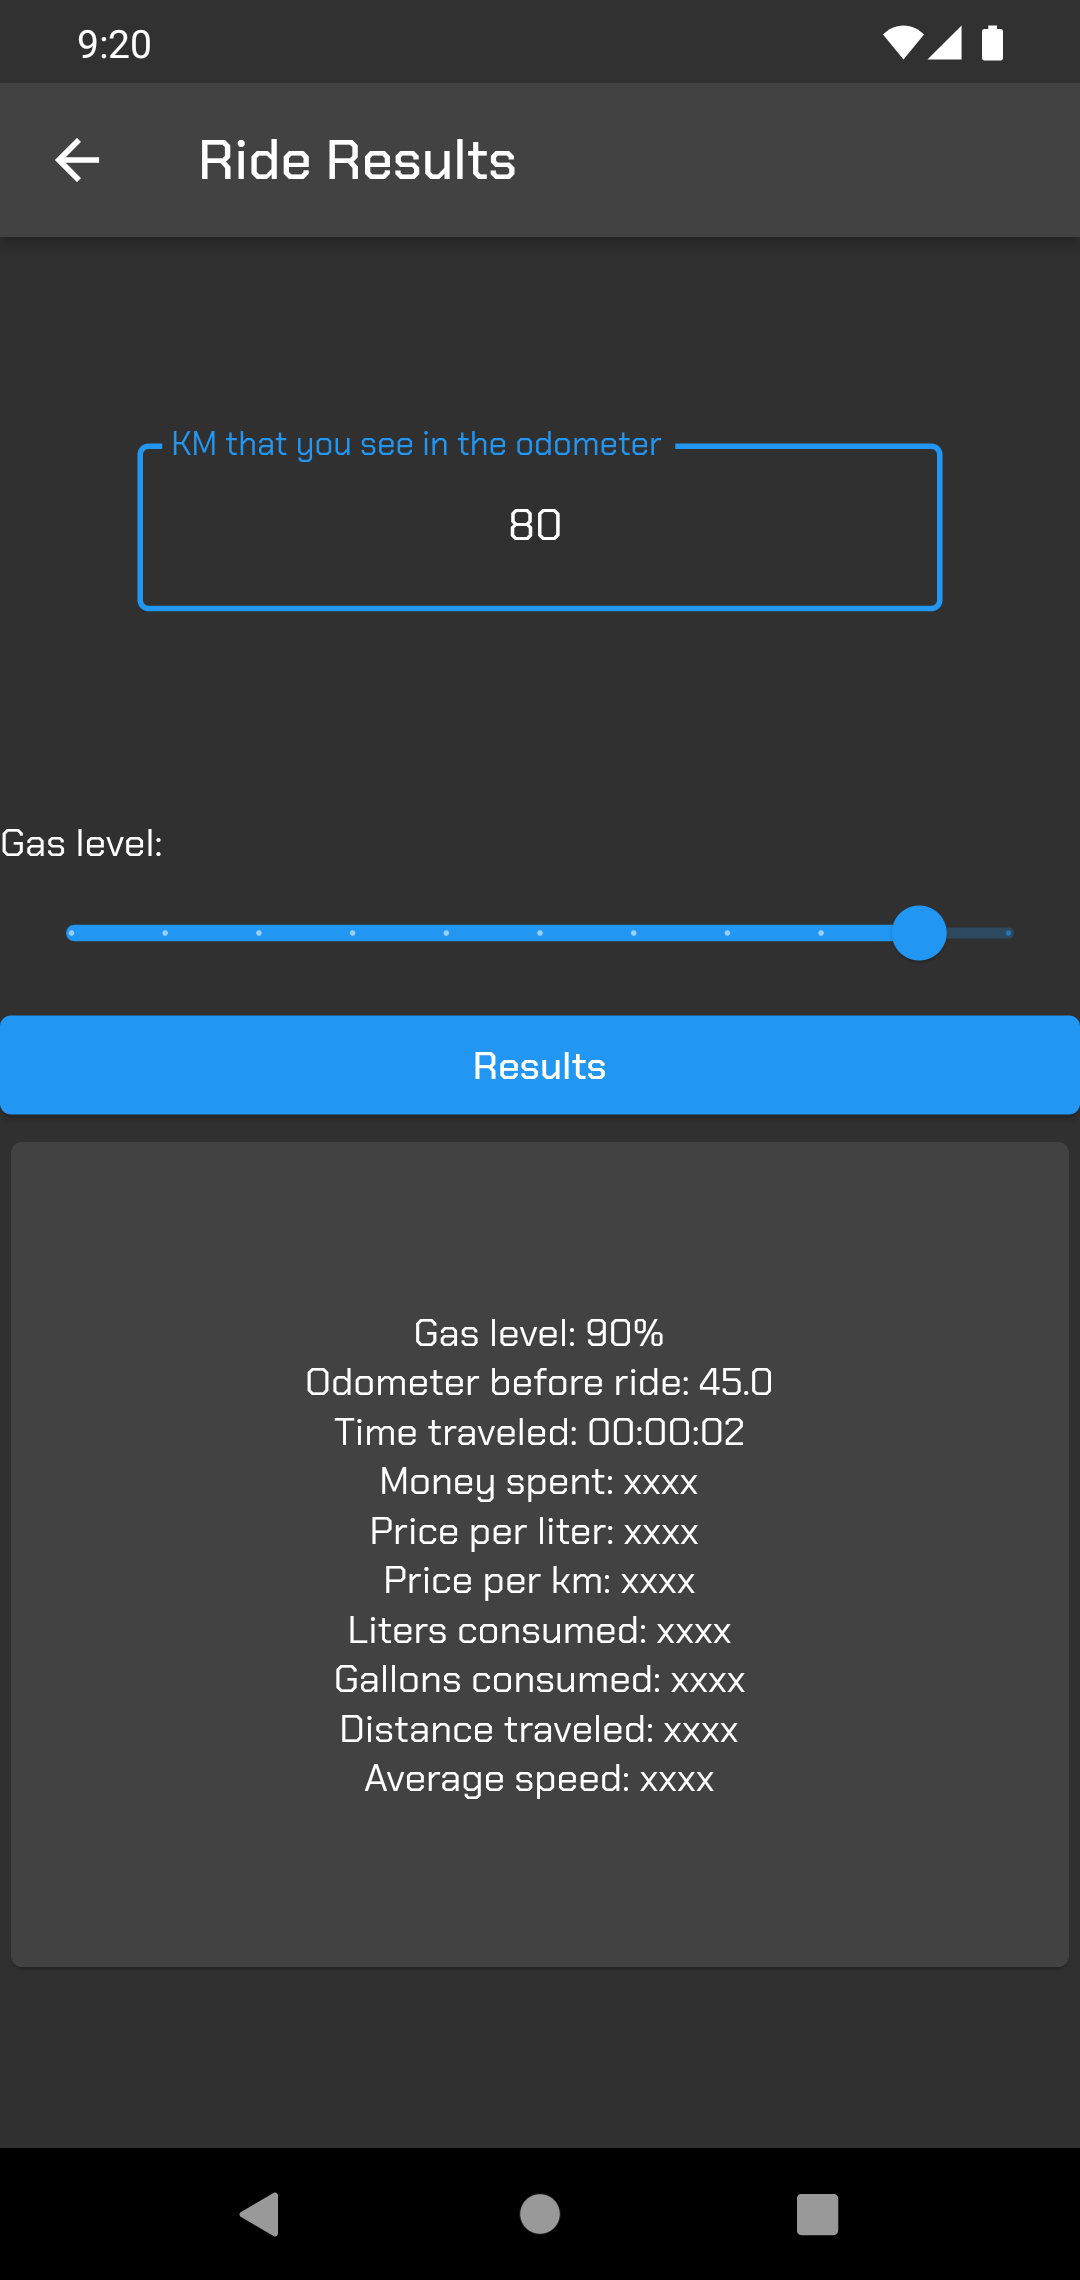 9:20
Ride Results
KM that you see in the odometer
80
Gas level:
Results
Gas level: 90%
Odometer before ride: 45.0
Time traveled: 00:00:02
Money spent: xxxx
Price per liter: xxxx
Price per km: xxxx
Liters consumed: xxxx
Gallons consumed: xxxx
Distance traveled: xxxx
Average speed: xxxx